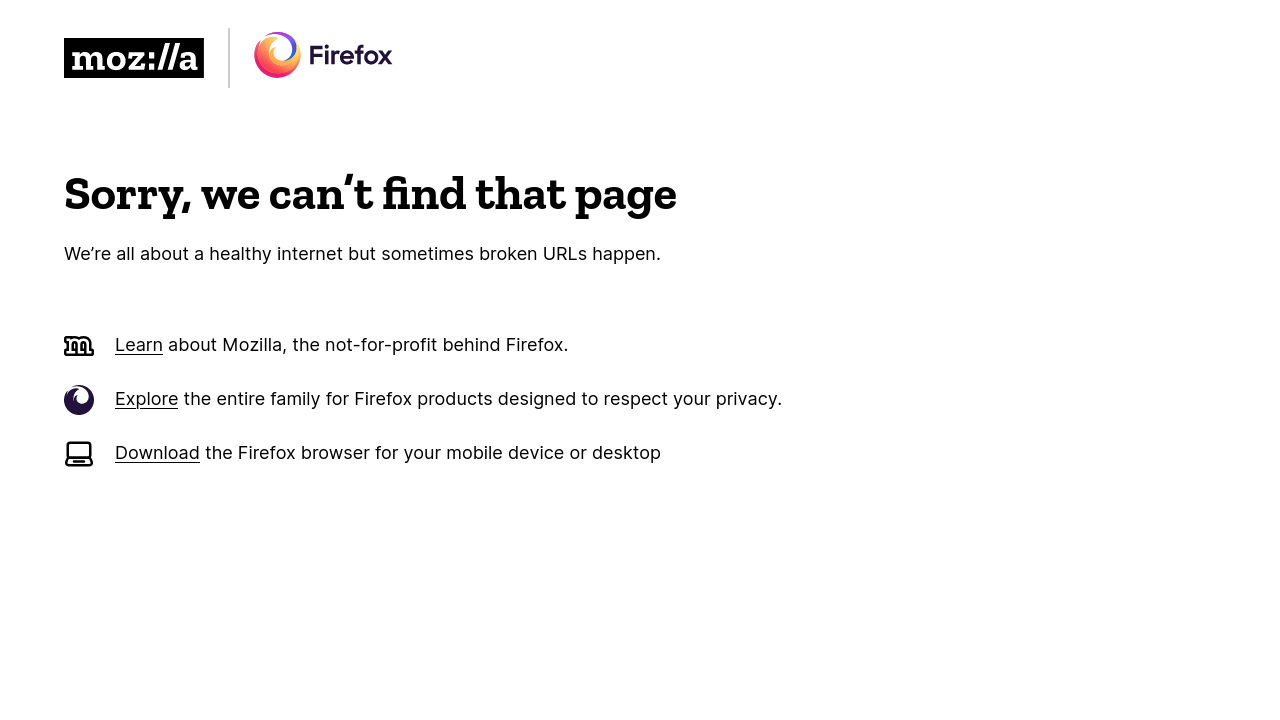 moz://a
Firefox
Sorry, we can’t find that page
We’re all about a healthy internet but sometimes broken URLs happen.
Learn about Mozilla, the not-for-profit behind Firefox.
Explore the entire family for Firefox products designed to respect your privacy.
Download the Firefox browser for your mobile device or desktop